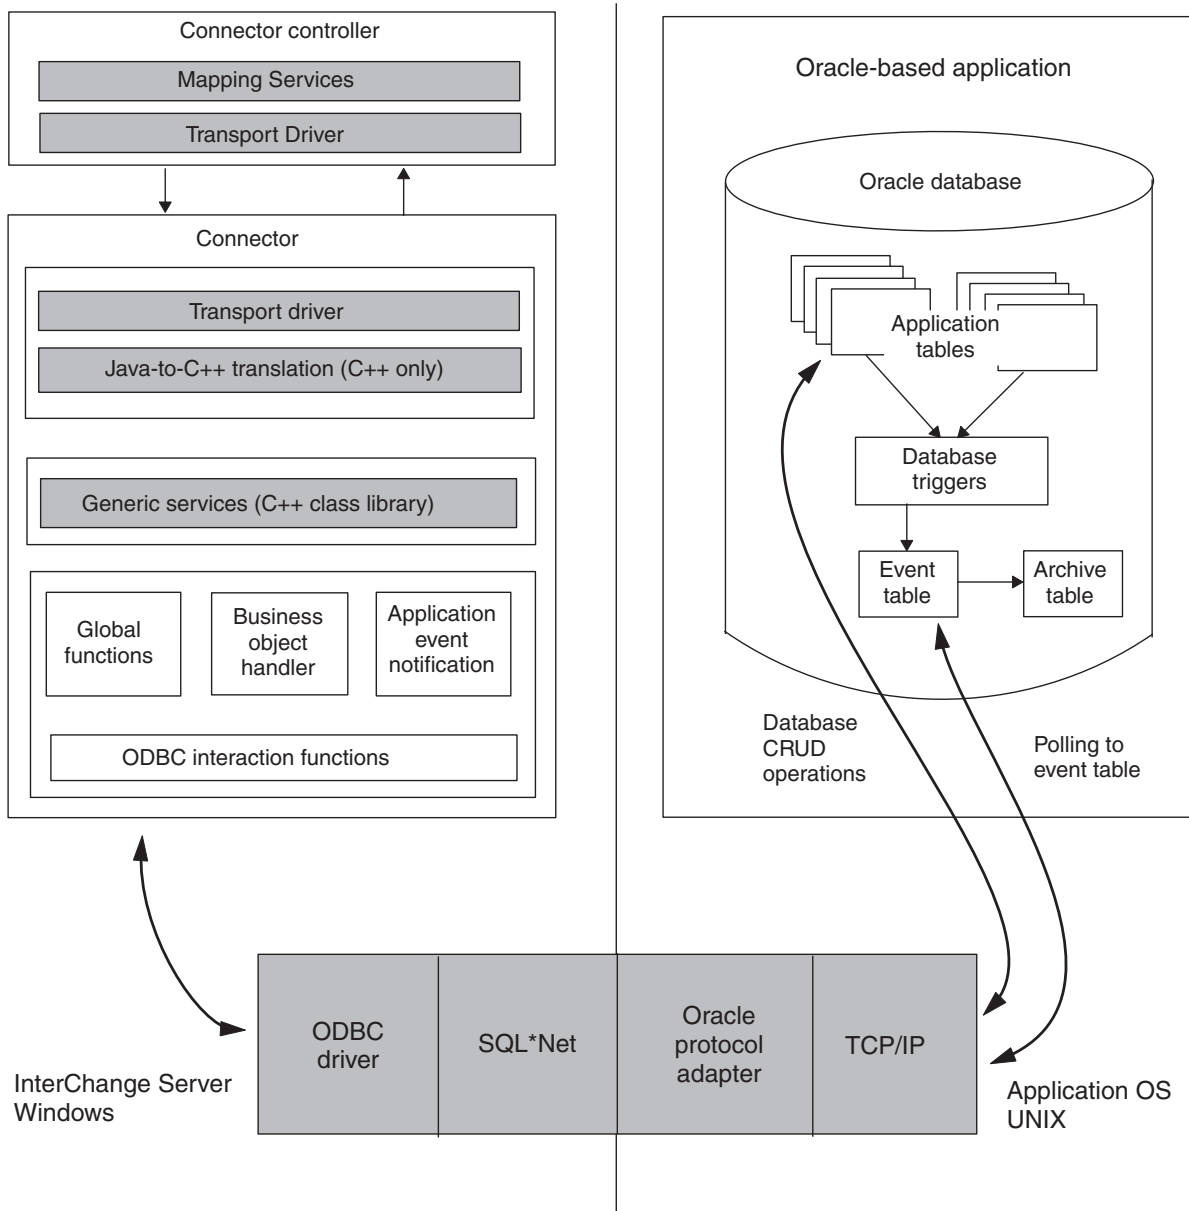 Connector controller
Mapping Services
Transport Driver
Connector
Transport driver
Java-to-C++ translation (C++ only)
Generic services (C++ class library)
Global
functions
Business
object
handler
Application
event
notification
ODBC interaction functions
Oracle-based application
Oracle database
Application
tables
Database
triggers
Event
table
Archive
table
Database
CRUD
operations
Polling to
event table
ODBC
driver
SQL*Net
Oracle
protocol
adapter
TCP/IP
InterChange Server
Windows
Application OS
UNIX